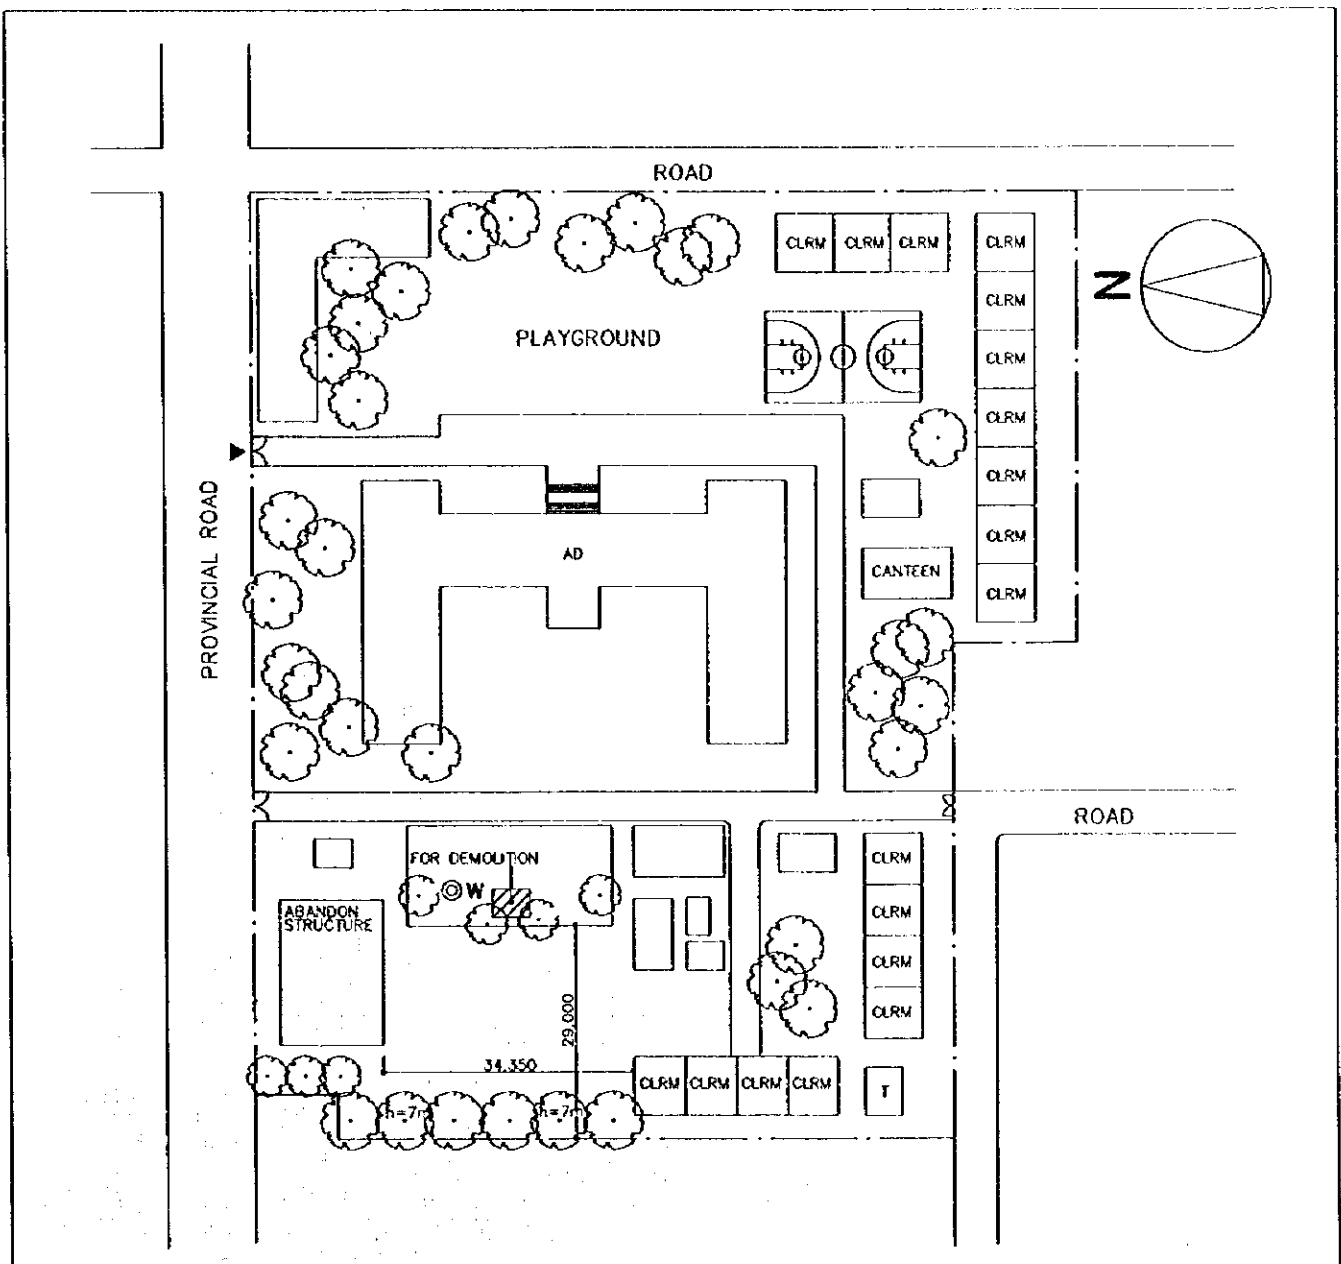 ROAD
CLRM CLRM CLRM
CLRM
N
CLRM
PLAYGROUND
CLRM
CLRM
CLRM
CLRM
CLRM
PROVINCIAL ROAD
AD
CANTEEN
ROAD
FOR DEMOLITION
CLRM
W
ABANDON
STRUCTURE
CLRM
CLRM
CLRM
29,000
34,350
CLRM CLRM CLRM CLRM
T
h=7m
h=7m